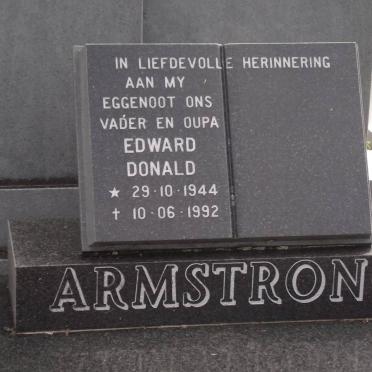 IN LIEFDEVOLLE HERINNERING
AAN MY
EGGENOOT ONS
VADER EN OUPA
EDWARD
DONALD
★ 29·10·1944
✝ 10·06·1992
ARMSTRON